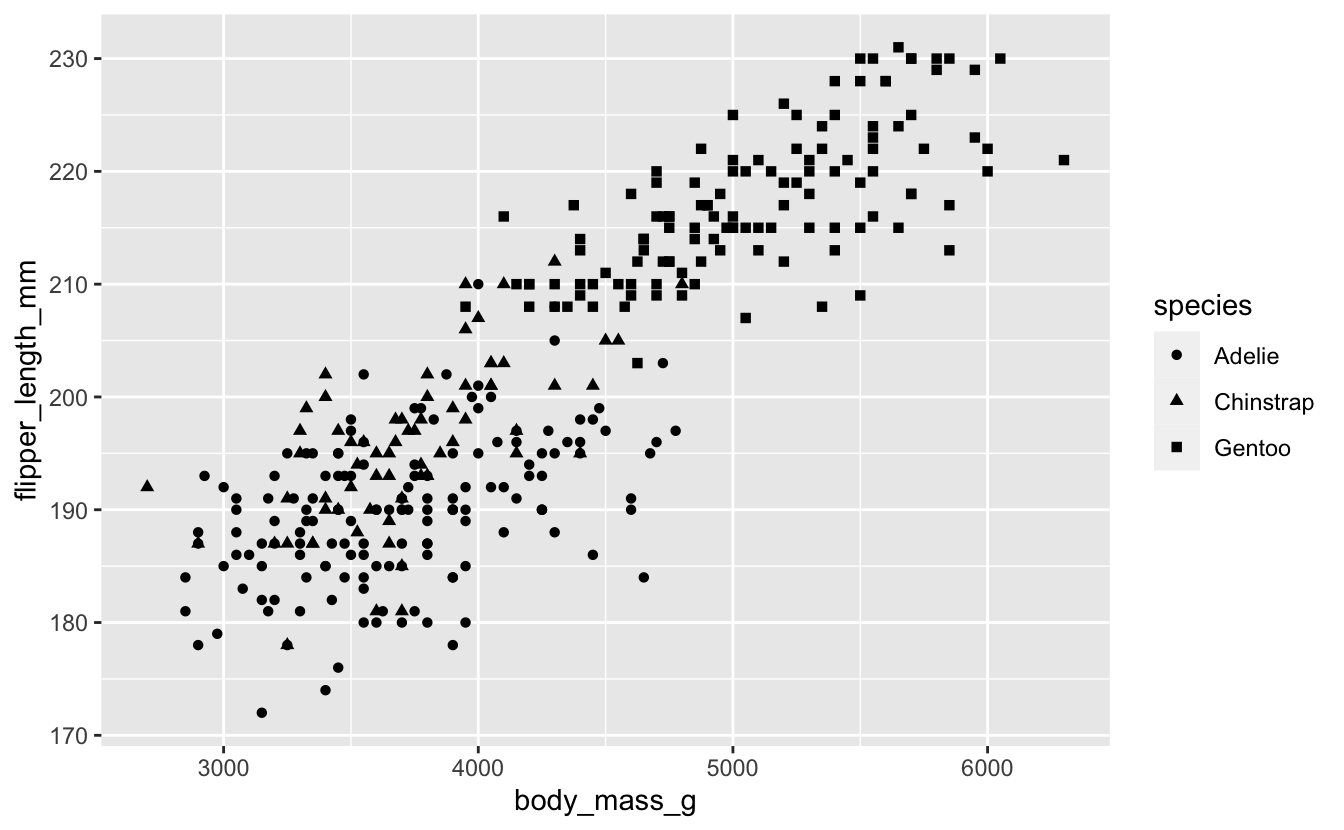 230
220
210
200
190
180
170
flipper_length_mm
3000 4000 5000 6000
body_mass_g
species
Adelie
Chinstrap
Gentoo